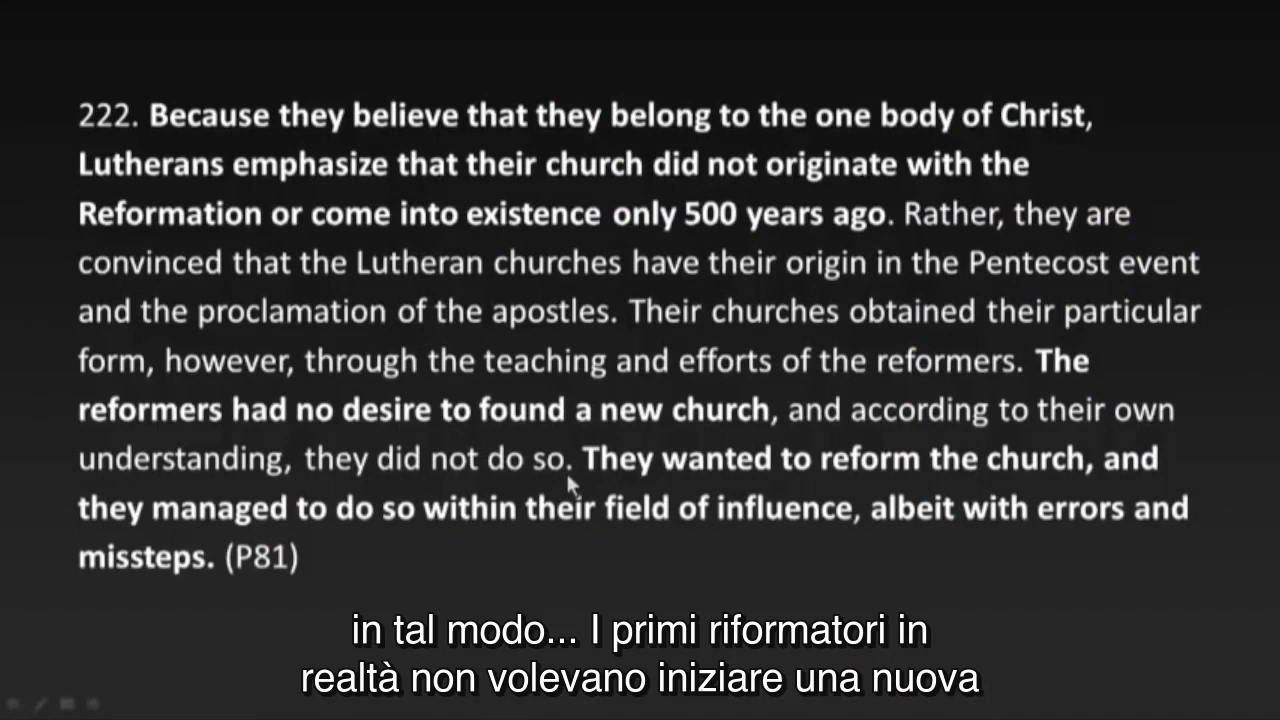 222. Because they believe that they belong to the one body of Christ,
Lutherans emphasize that their church did not originate with the
Reformation or come into existence only 500 years ago. Rather, they are
convinced that the Lutheran churches have their origin in the Pentecost event
and the proclamation of the apostles. Their churches obtained their particular
form, however, through the teaching and efforts of the reformers. The
reformers had no desire to found a new church, and according to their own
understanding, they did not do so. They wanted to reform the church, and
they managed to do so within their field of influence, albeit with errors and
missteps. (P81)
in tal modo... I primi riformatori in
realtà non volevano iniziare una nuova